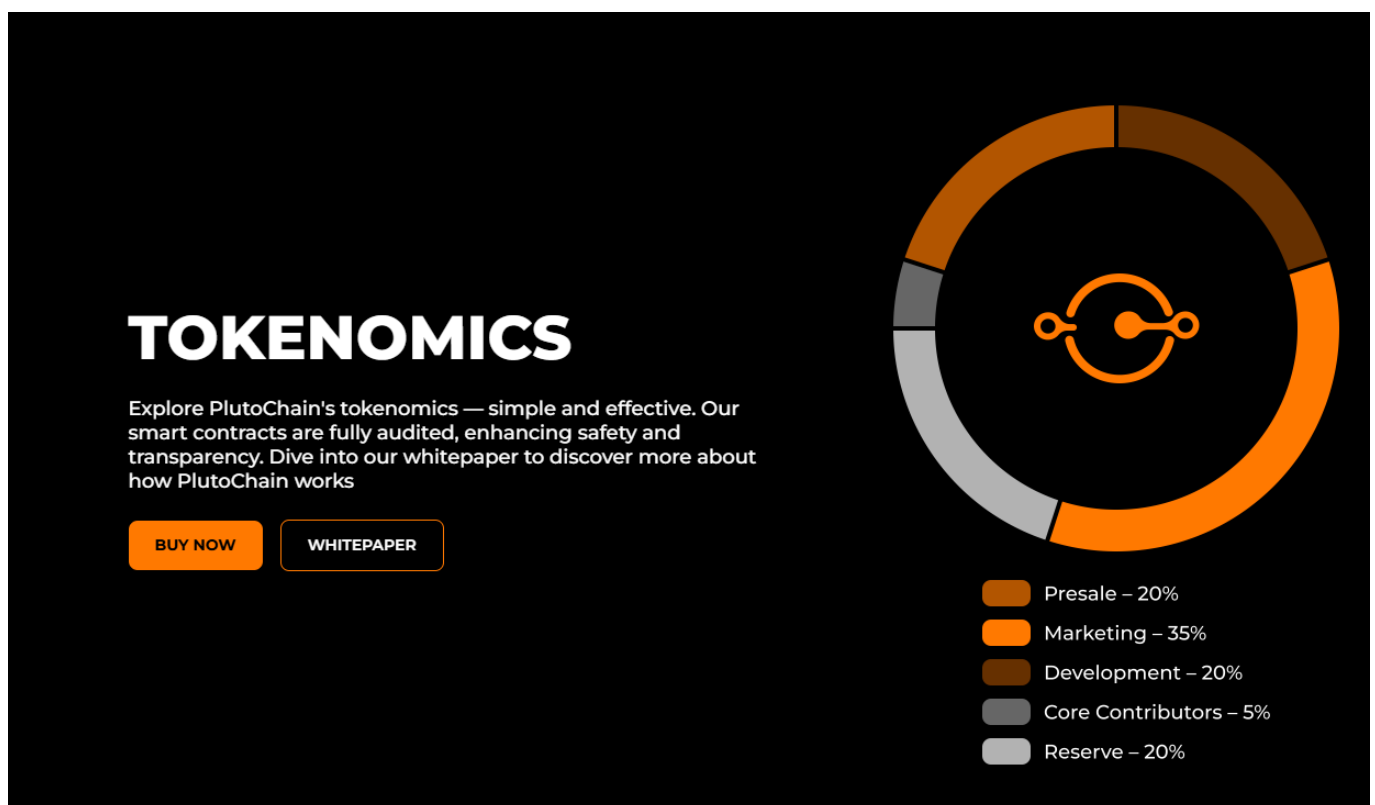 TOKENOMICS
Explore PlutoChain's tokenomics — simple and effective. Our
smart contracts are fully audited, enhancing safety and
transparency. Dive into our whitepaper to discover more about
how PlutoChain works
BUY NOW
WHITEPAPER
Presale – 20%
Marketing – 35%
Development – 20%
Core Contributors – 5%
Reserve – 20%